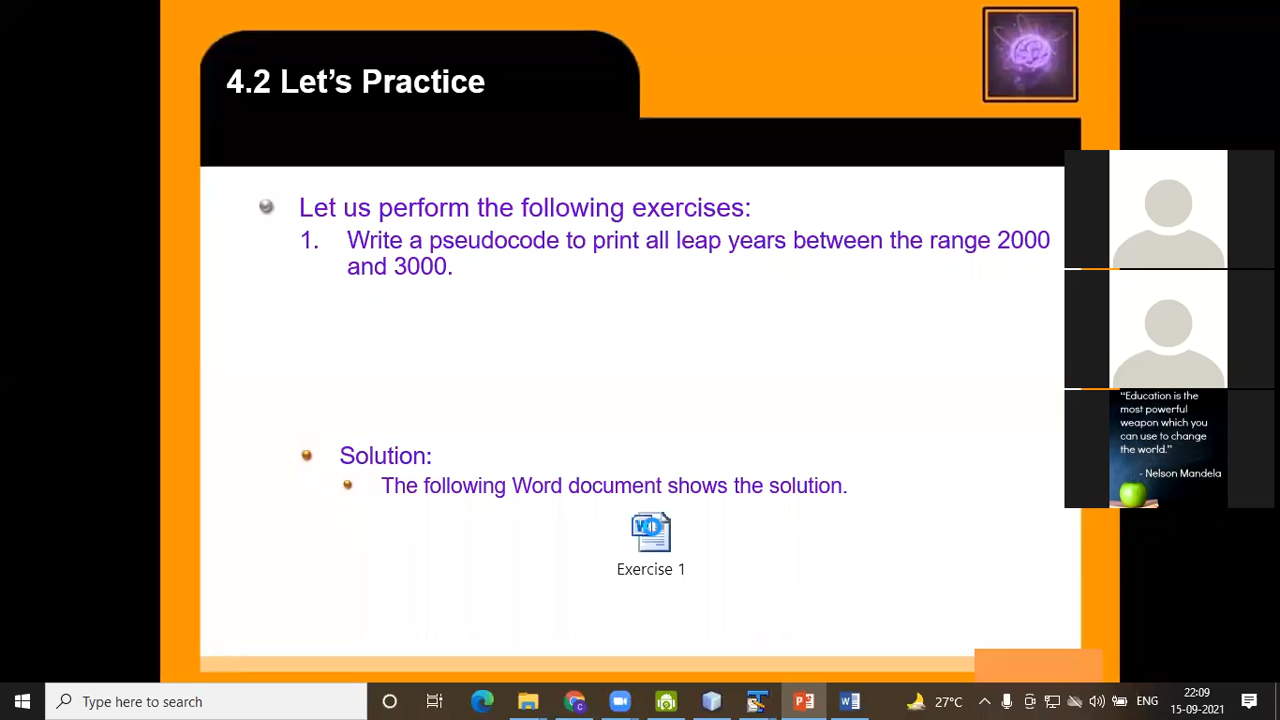 4.2 Let's Practice
Let us perform the following exercises:
1. Write a pseudocode to print all leap years between the range 2000
and 3000.
Solution:
The following Word document shows the solution.
Exercise 1
"Education is the
most powerful
weapon which you
can use to change
the world."
- Nelson Mandela
Type here to search
27°C
ENG
22:09
15-09-2021